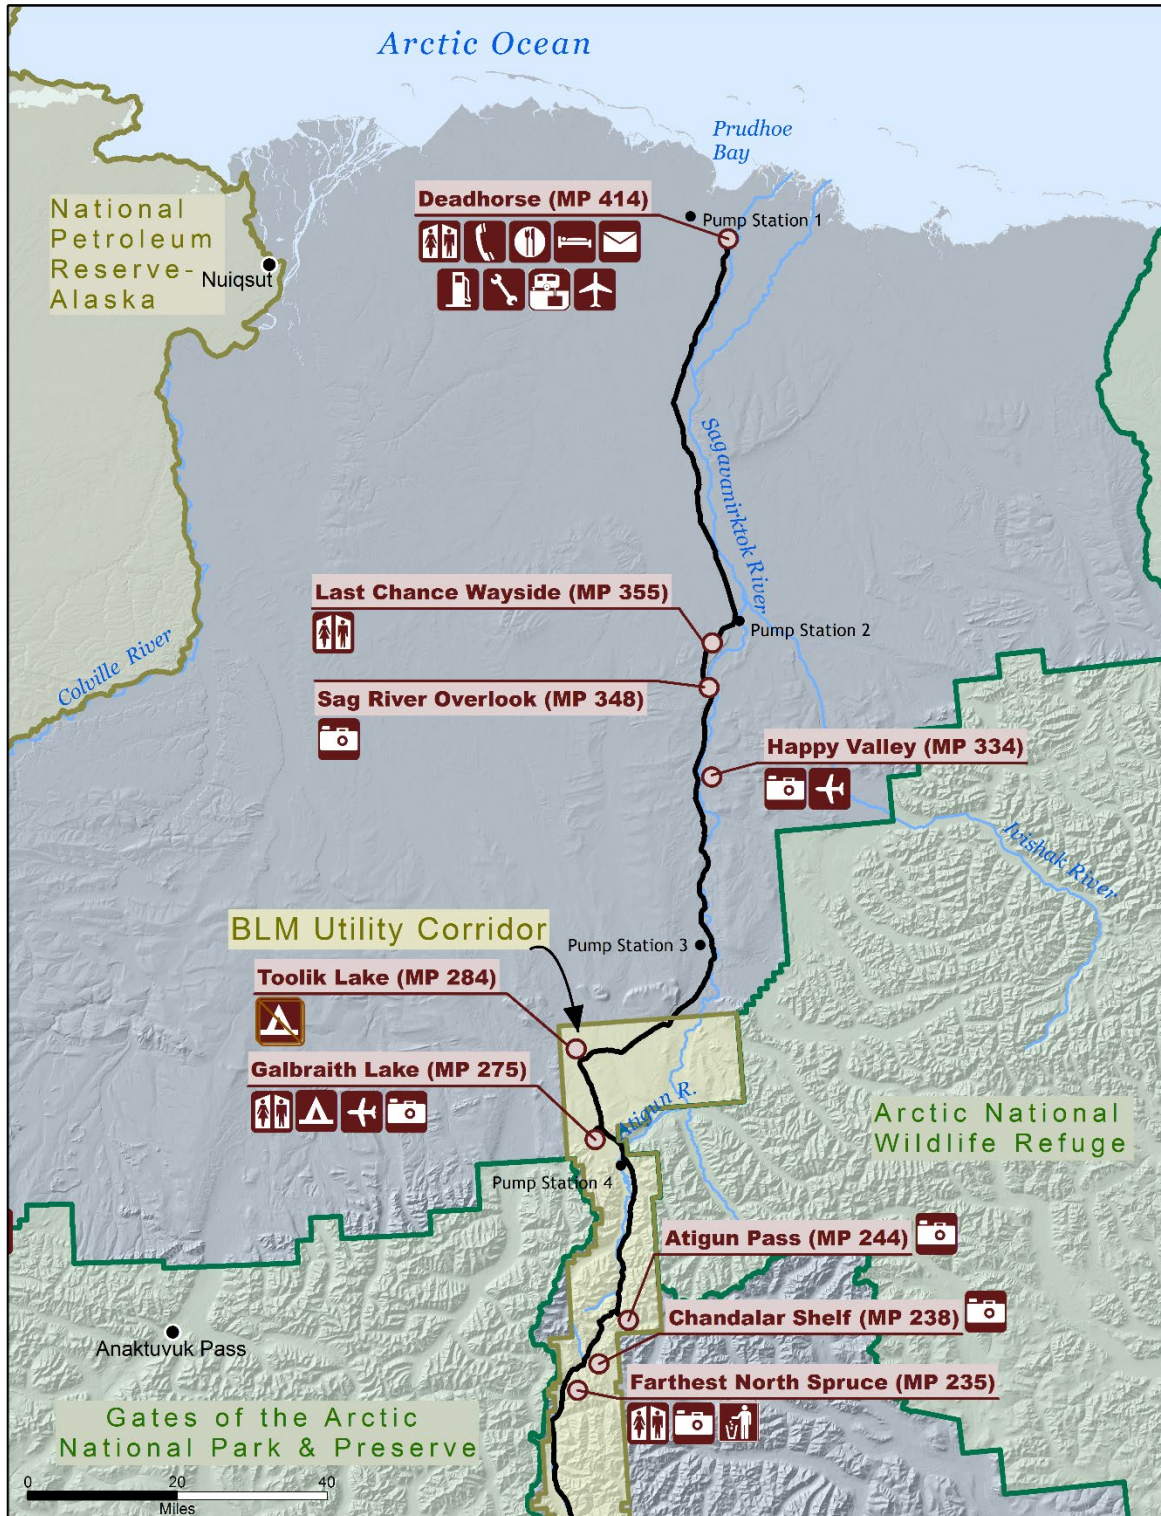 Arctic Ocean
Prudhoe
Bay
National
Petroleum
Reserve-
Alaska
Nuiqsut
Deadhorse (MP 414)
Pump Station 1
Sagavanirktok River
Last Chance Wayside (MP 355)
Pump Station 2
Colville River
Sag River Overlook (MP 348)
Happy Valley (MP 334)
Ivishak River
BLM Utility Corridor
Pump Station 3
Toolik Lake (MP 284)
Galbraith Lake (MP 275)
Atigun R.
Arctic National
Wildlife Refuge
Pump Station 4
Atigun Pass (MP 244)
Chandalar Shelf (MP 238)
Anaktuvuk Pass
Farthest North Spruce (MP 235)
Gates of the Arctic
National Park & Preserve
0 20 40
Miles